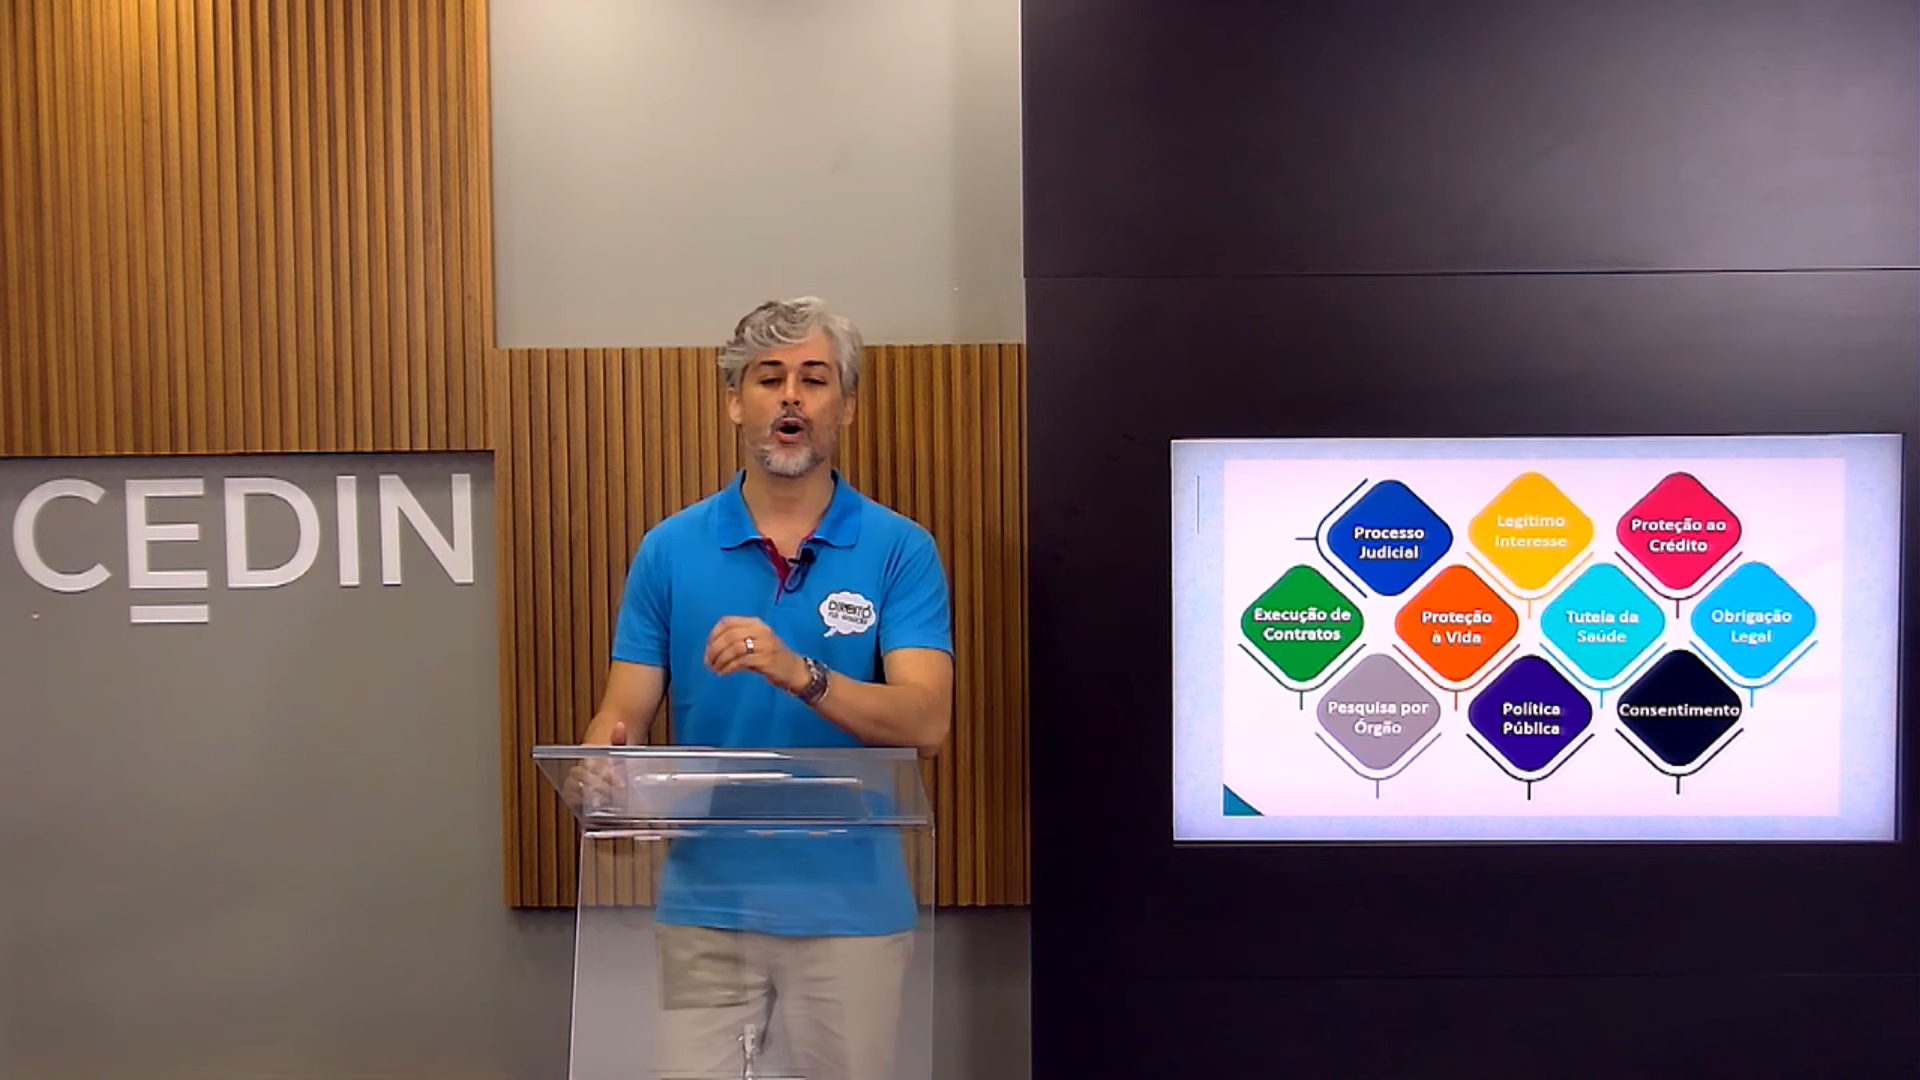 CEDIN
DIREITO
Processo
Judicial
Legítimo
Interesse
Proteção ao
Crédito
Execução de
Contratos
Proteção
à Vida
Tutela da
Saúde
Obrigação
Legal
Pesquisa por
Órgão
Política
Pública
Consentimento